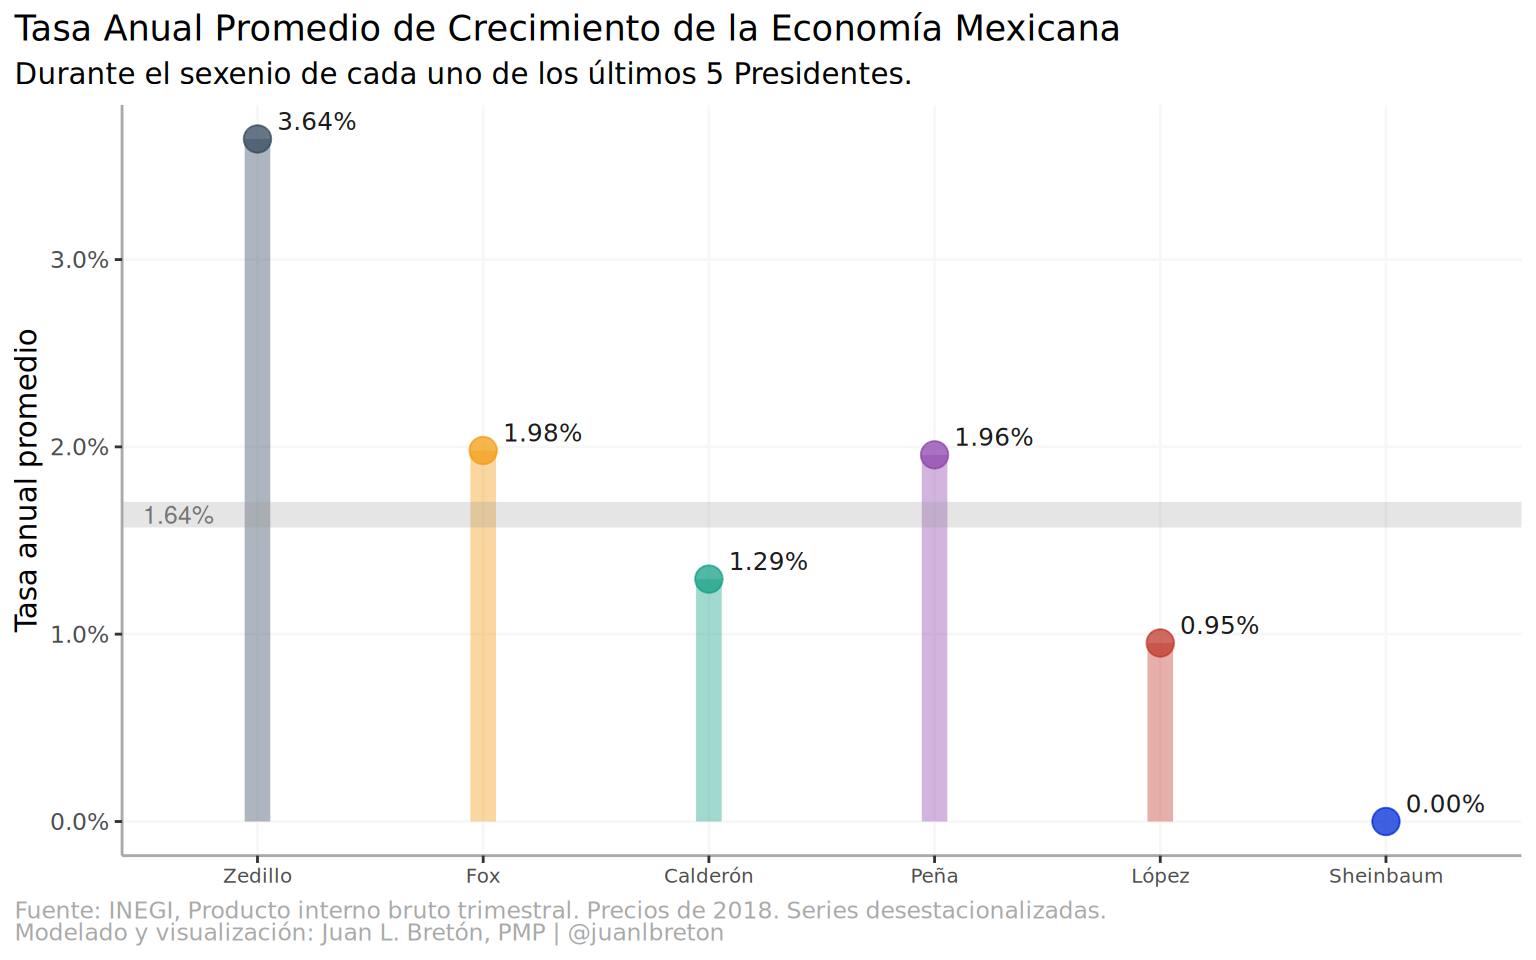 Tasa Anual Promedio de Crecimiento de la Economía Mexicana
Durante el sexenio de cada uno de los últimos 5 Presidentes.
Tasa anual promedio
3.0%
2.0%
1.0%
0.0%
1.64%
3.64%
1.98%
1.29%
1.96%
0.95%
0.00%
Zedillo
Fox
Calderón
Peña
López
Sheinbaum
Fuente: INEGI, Producto interno bruto trimestral. Precios de 2018. Series desestacionalizadas.
Modelado y visualización: Juan L. Bretón, PMP | @juanlbreton